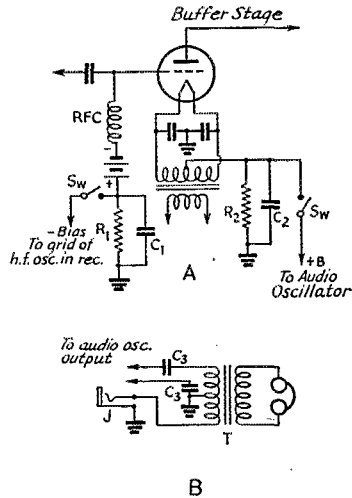 Buffer Stage
RFC
-
+
Sw
-Bias
To grid of
h.f. osc. in rec.
R1
C1
A
R2
C2
Sw
+B
To Audio
Oscillator
To audio osc.
output
C3
C3
J
T
B